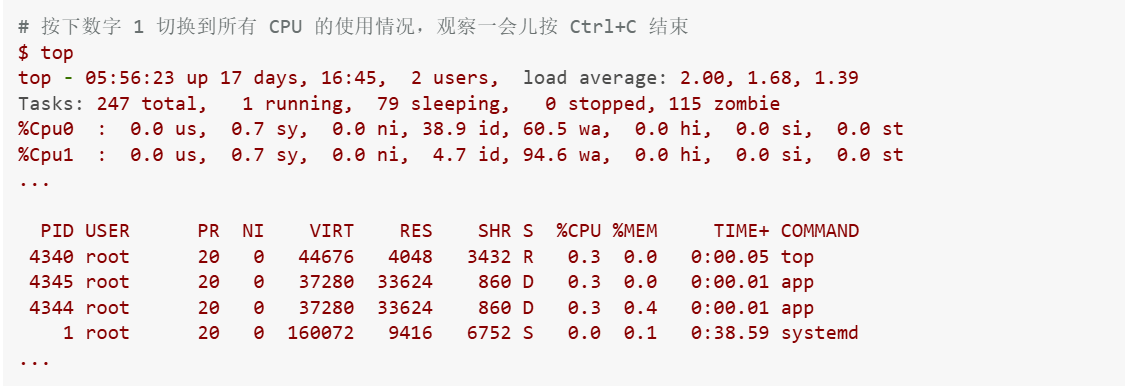 # 按下数字 1 切换到所有 CPU 的使用情况，观察一会儿按 Ctrl+C 结束
$ top
top - 05:56:23 up 17 days, 16:45,  2 users,  load average: 2.00, 1.68, 1.39
Tasks: 247 total,   1 running,  79 sleeping,   0 stopped, 115 zombie
%Cpu0  :  0.0 us,  0.7 sy,  0.0 ni, 38.9 id, 60.5 wa,  0.0 hi,  0.0 si,  0.0 st
%Cpu1  :  0.0 us,  0.7 sy,  0.0 ni,  4.7 id, 94.6 wa,  0.0 hi,  0.0 si,  0.0 st
...
  PID USER      PR  NI    VIRT    RES    SHR S  %CPU %MEM     TIME+ COMMAND
 4340 root      20   0   44676   4048   3432 R   0.3  0.0   0:00.05 top
 4345 root      20   0   37280  33624    860 D   0.3  0.0   0:00.01 app
 4344 root      20   0   37280  33624    860 D   0.3  0.4   0:00.01 app
    1 root      20   0  160072   9416   6752 S   0.0  0.1   0:38.59 systemd
...